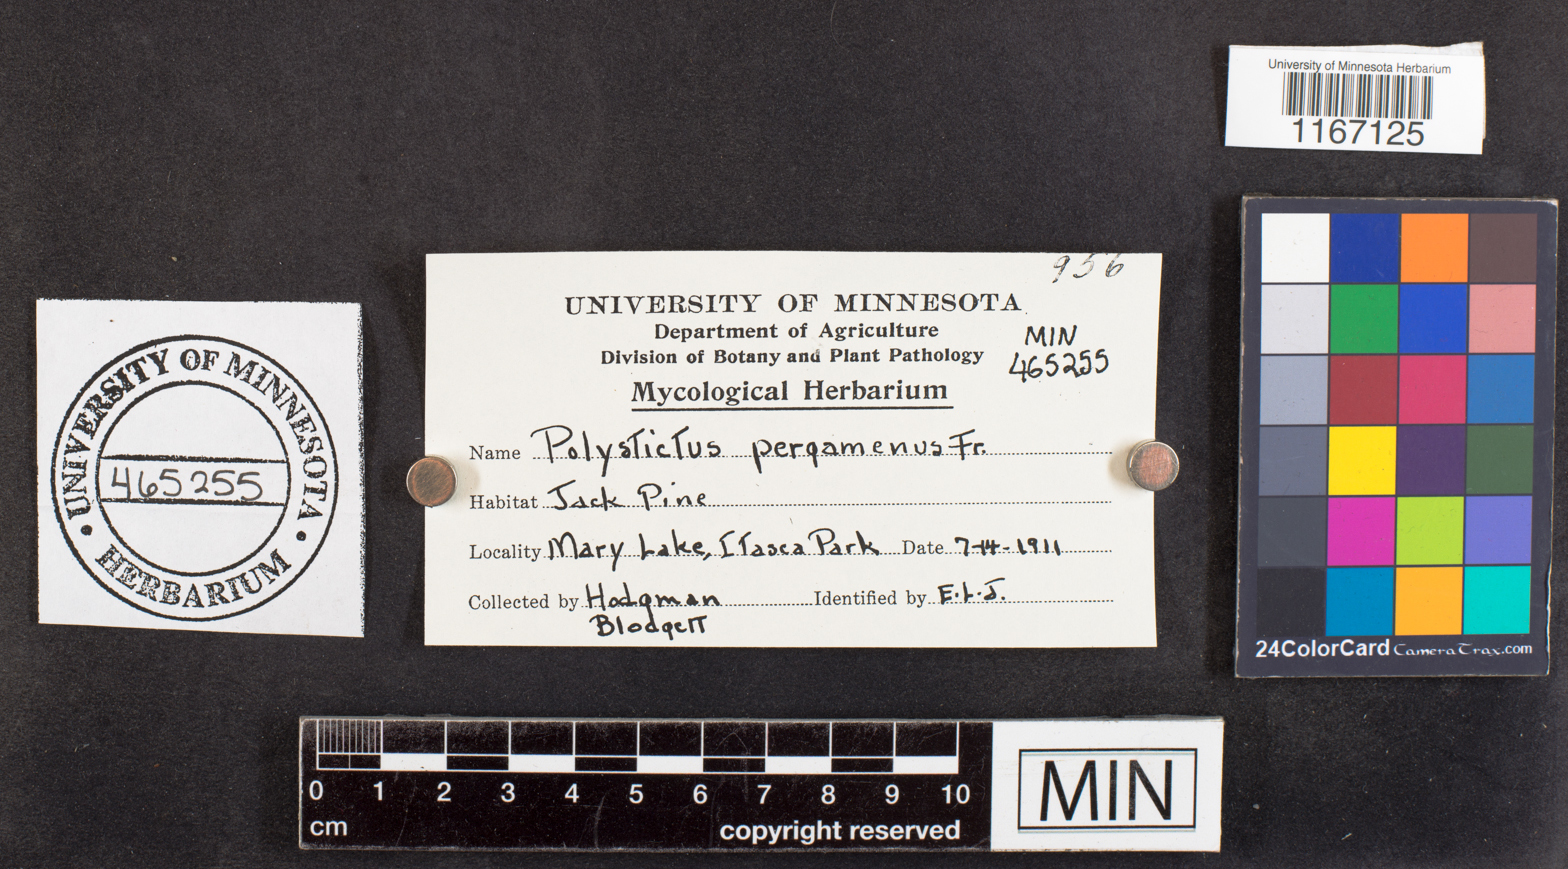 University of Minnesota Herbarium
1167125
956
UNIVERSITY OF MINNESOTA
Department of Agriculture
Division of Botany and Plant Pathology
Mycological Herbarium
MIN
465255
Name Polystictus pergamenus Fr.
Habitat Jack Pine
Locality Mary Lake, Itasca Park Date 7-14-1911
Collected by Hodgman Identified by E.L.J.
Blodgett
UNIVERSITY OF MINNESOTA
465255
HERBARIUM
24ColorCard CameraTrax.com
0 1 2 3 4 5 6 7 8 9 10
cm
copyright reserved
MIN